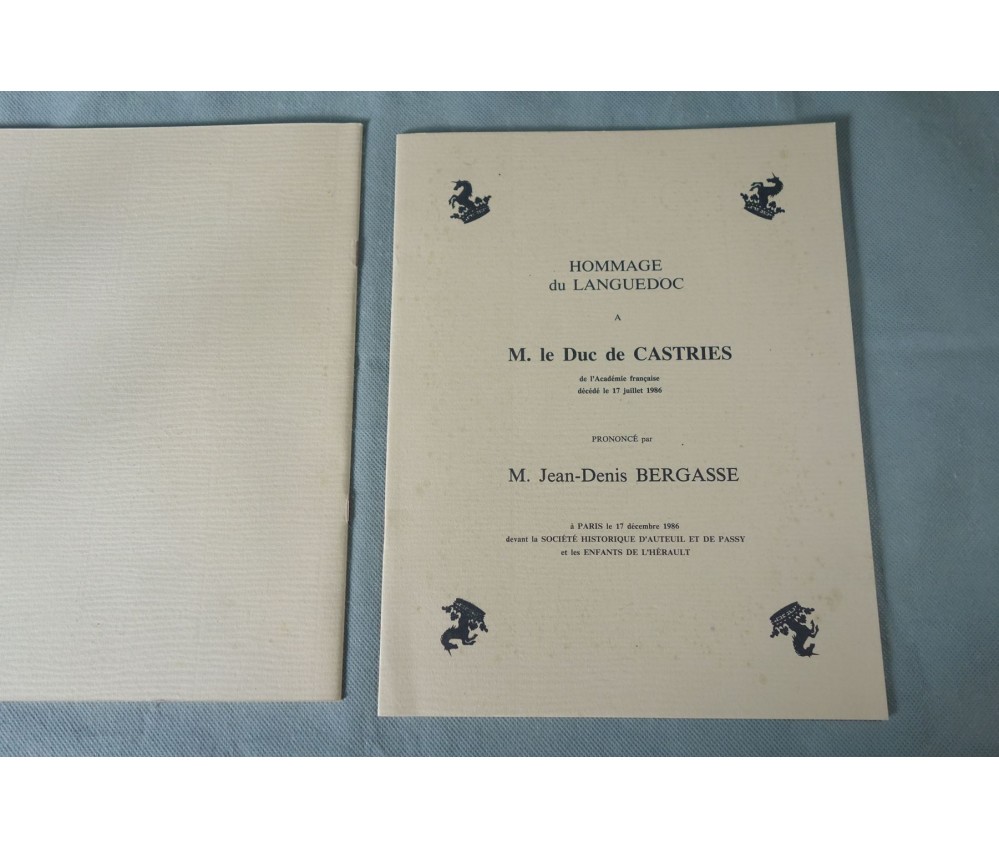 HOMMAGE
du LANGUEDOC
A
M. le Duc de CASTRIES
de l'Académie française
décédé le 17 juillet 1986
PRONONCÉ par
M. Jean-Denis BERGASSE
à PARIS le 17 décembre 1986
devant la SOCIÉTÉ HISTORIQUE D'AUTEUIL ET DE PASSY
et les ENFANTS DE L'HÉRAULT